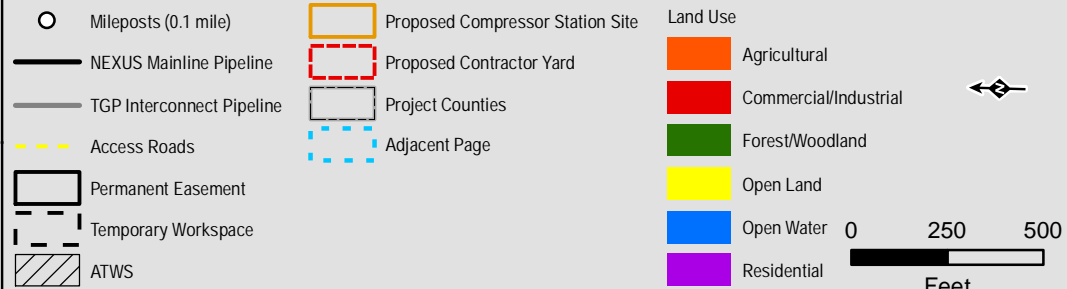 Mileposts (0.1 mile)
NEXUS Mainline Pipeline
TGP Interconnect Pipeline
Access Roads
Permanent Easement
Temporary Workspace
ATWS
Proposed Compressor Station Site
Proposed Contractor Yard
Project Counties
Adjacent Page
Land Use
Agricultural
Commercial/Industrial
Forest/Woodland
Open Land
Open Water
Residential
N
0 250 500
Feet